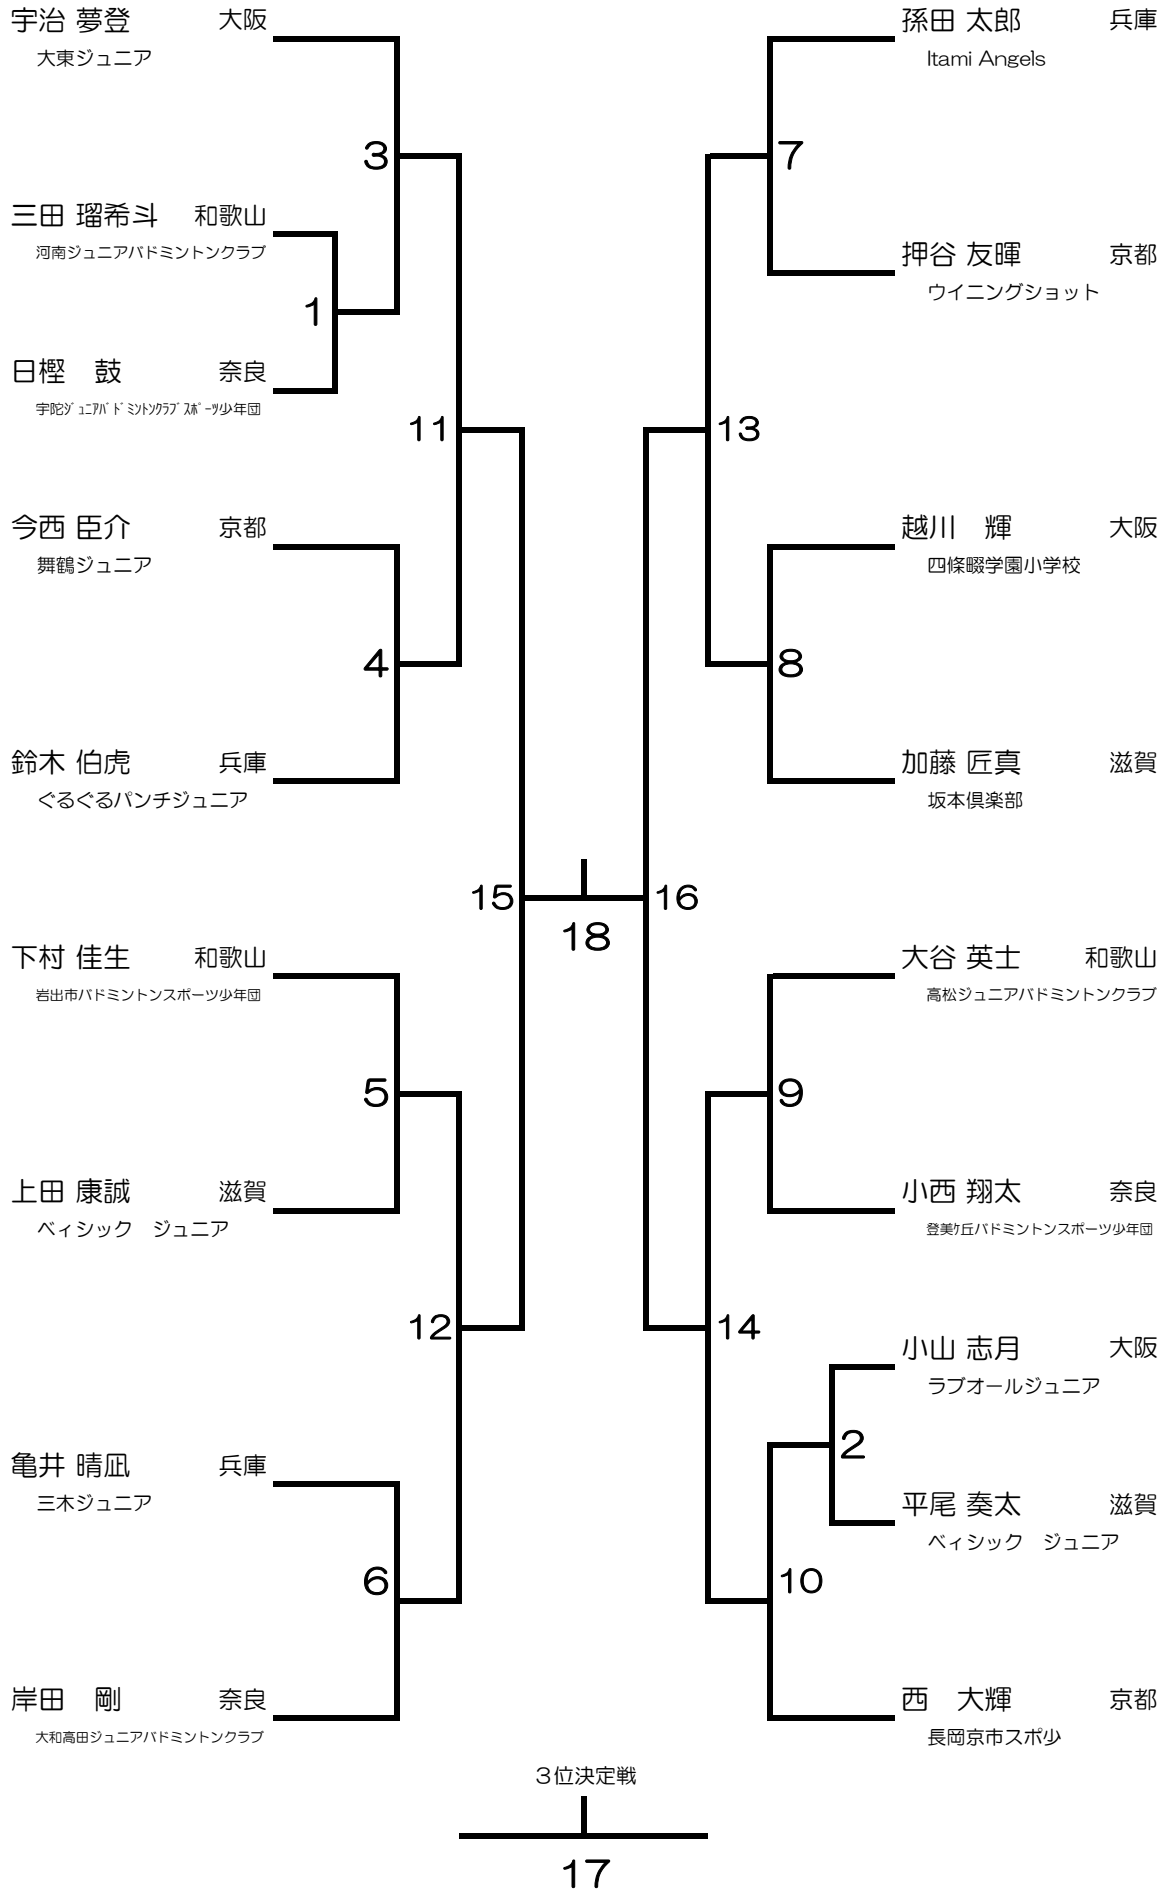 宇治 夢登 大阪
大東ジュニア
3
三田 瑠希斗 和歌山
河南ジュニアバドミントンクラブ
1
日樫 鼓 奈良
宇陀ｼﾞｭﾆｱﾊﾞﾄﾞﾐﾝﾄﾝｸﾗﾌﾞｽﾎﾟｰﾂ少年団
11
今西 臣介 京都
舞鶴ジュニア
4
鈴木 伯虎 兵庫
ぐるぐるパンチジュニア
15
下村 佳生 和歌山
岩出市バドミントンスポーツ少年団
5
上田 康誠 滋賀
ベィシック ジュニア
12
亀井 晴凪 兵庫
三木ジュニア
6
岸田 剛 奈良
大和高田ジュニアバドミントンクラブ
18
孫田 太郎 兵庫
Itami Angels
7
押谷 友暉 京都
ウイニングショット
13
越川 輝 大阪
四條畷学園小学校
8
加藤 匠真 滋賀
坂本倶楽部
16
大谷 英士 和歌山
高松ジュニアバドミントンクラブ
9
小西 翔太 奈良
登美ｹ丘バドミントンスポーツ少年団
14
小山 志月 大阪
ラブオールジュニア
2
平尾 奏太 滋賀
ベィシック ジュニア
10
西 大輝 京都
長岡京市スポ少
３位決定戦
17